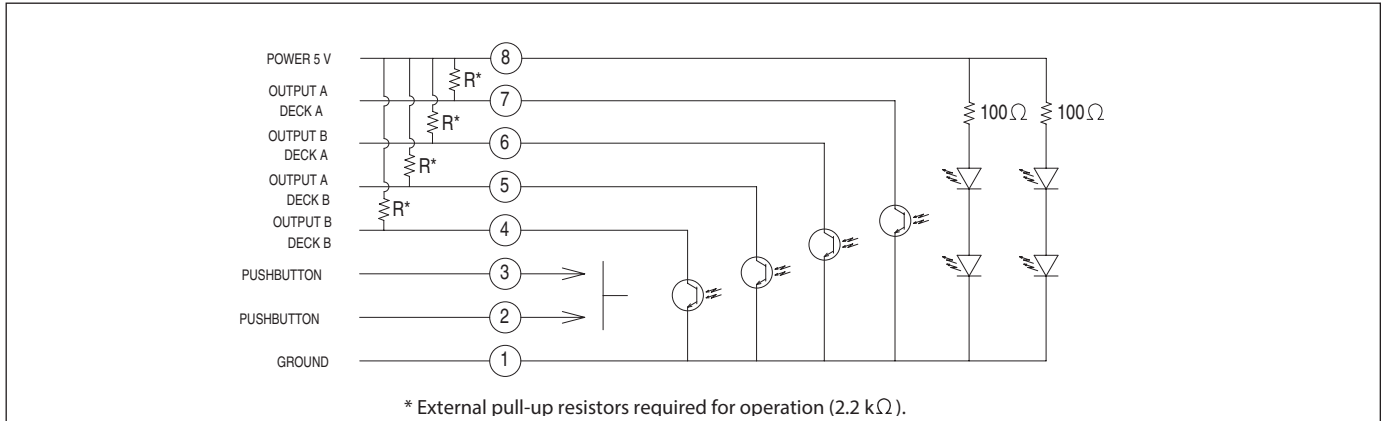 POWER 5 V
8
R*
OUTPUT A
DECK A
7
100Ω
100Ω
R*
OUTPUT B
DECK A
6
R*
OUTPUT A
DECK B
5
R*
OUTPUT B
DECK B
4
PUSHBUTTON
3
PUSHBUTTON
2
GROUND
1
* External pull-up resistors required for operation (2.2 kΩ).